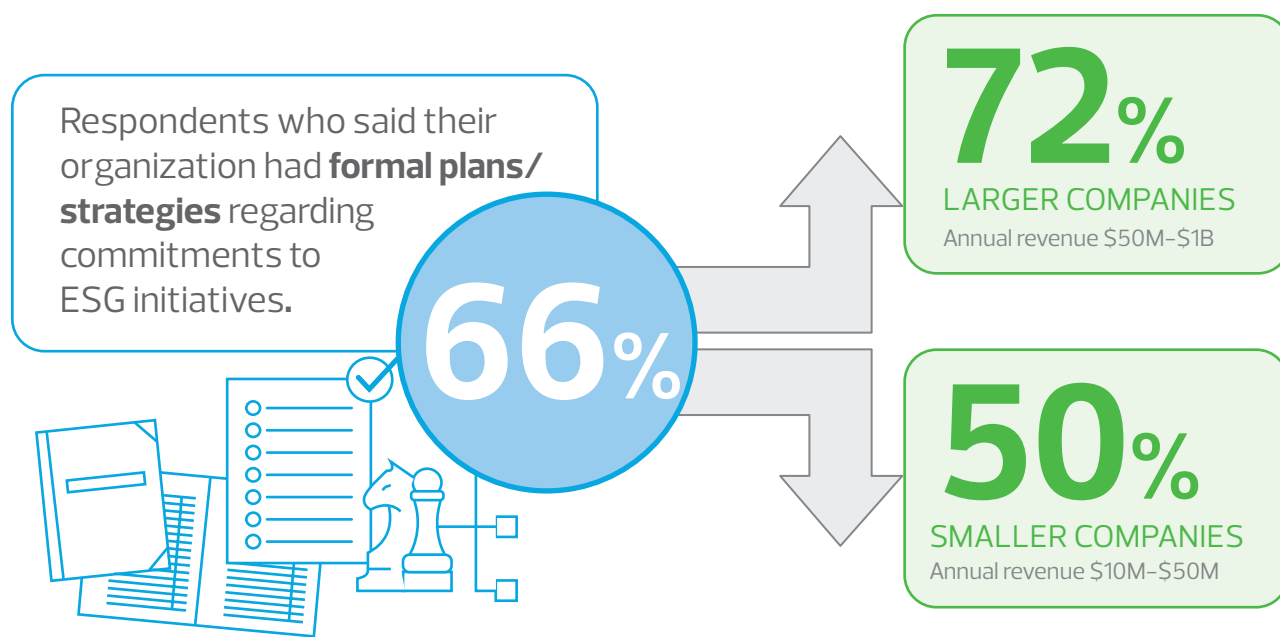 Respondents who said their
organization had formal plans/
strategies regarding
commitments to
ESG initiatives.
66%
72%
LARGER COMPANIES
Annual revenue $50M–$1B
50%
SMALLER COMPANIES
Annual revenue $10M–$50M